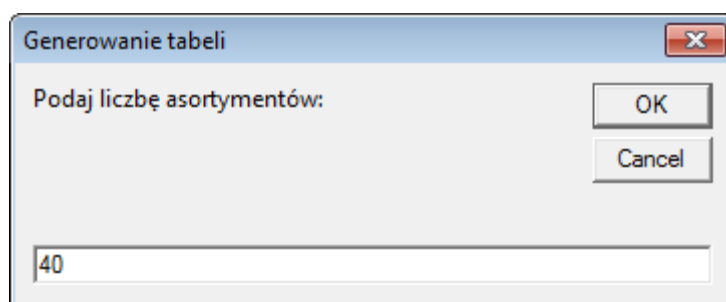 Generowanie tabeli
Podaj liczbę asortymentów:
OK
Cancel
40